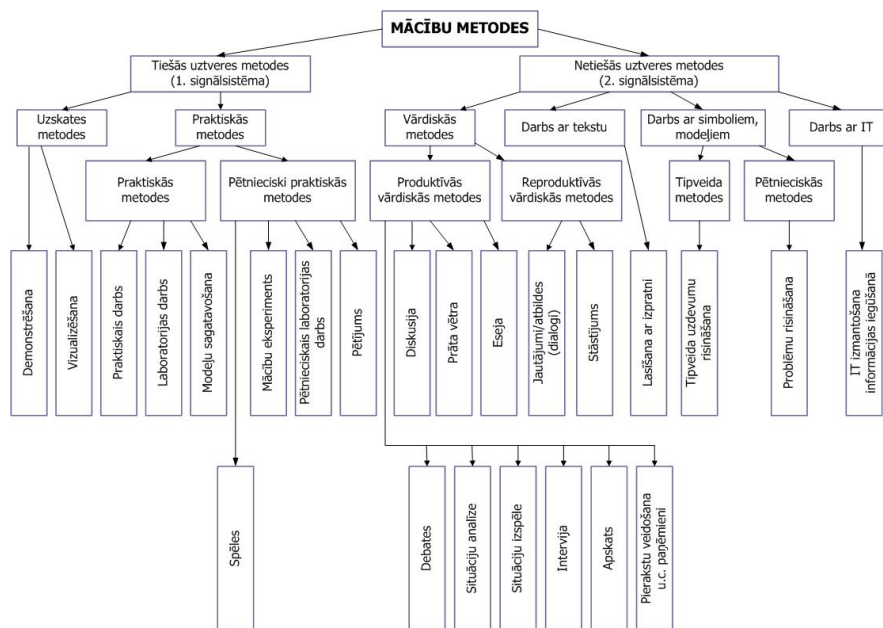 MĀCĪBU METODES
Tiešās uztveres metodes
(1. signālsistēma)
Netiešās uztveres metodes
(2. signālsistēma)
Uzskates
metodes
Praktiskās
metodes
Vārdiskās
metodes
Darbs ar tekstu
Darbs ar simboliem,
modeļiem
Darbs ar IT
Praktiskās
metodes
Pētnieciski praktiskās
metodes
Produktīvās
vārdiskās metodes
Reproduktīvās
vārdiskās metodes
Tipveida
metodes
Pētnieciskās
metodes
Demonstrēšana
Vizualizēšana
Praktiskais darbs
Laboratorijas darbs
Modeļu sagatavošana
Mācību eksperiments
Pētnieciskais laboratorijas
darbs
Pētījums
Diskusija
Prāta vētra
Eseja
Jautājumi/atbildes
(dialogi)
Stāstījums
Lasīšana ar izpratni
Tipveida uzdevumu
risināšana
Problēmu risināšana
IT izmantošana
informācijas iegūšanā
Spēles
Debates
Situāciju analīze
Situāciju izspēle
Intervija
Apskats
Pierakstu veidošana
u.c. paņēmieni